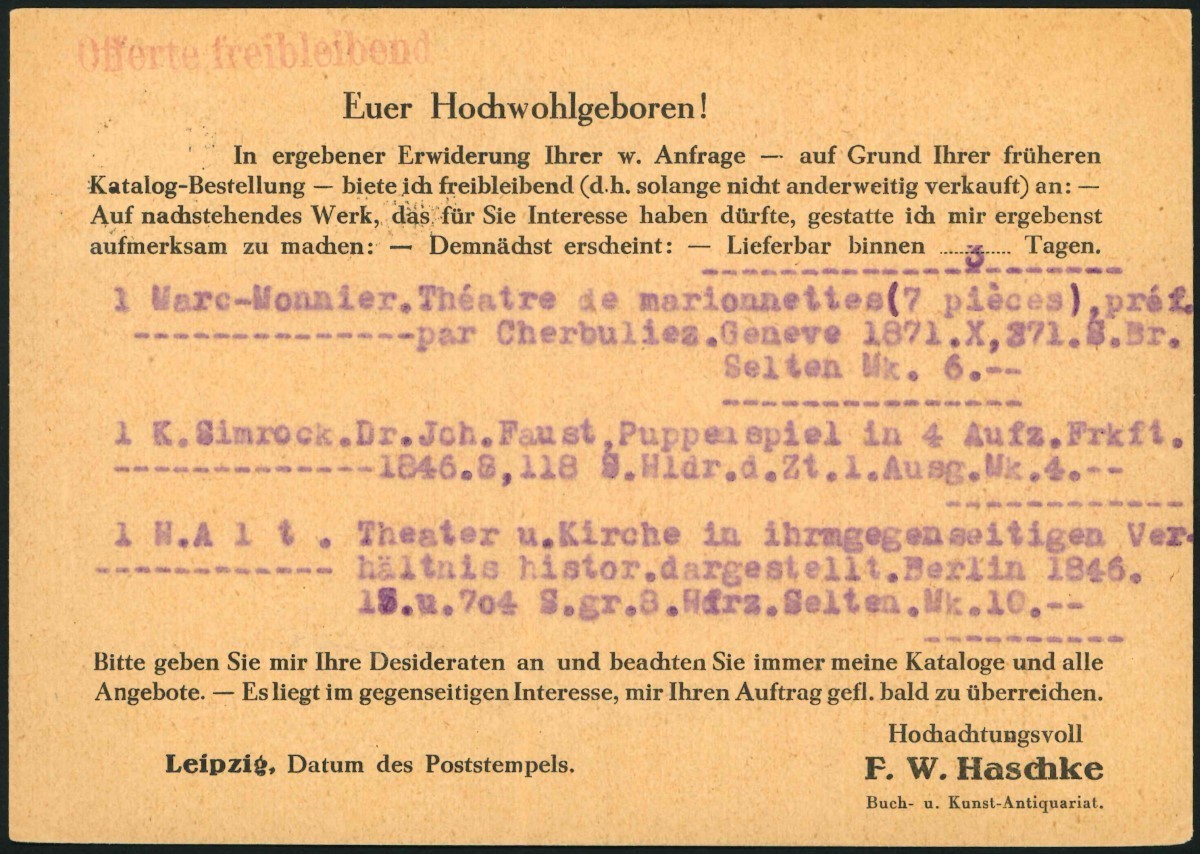 Offerte freibleibend
Euer Hochwohlgeboren!
In ergebener Erwiderung Ihrer w. Anfrage — auf Grund Ihrer früheren
Katalog-Bestellung — biete ich freibleibend (d.h. solange nicht anderweitig verkauft) an: —
Auf nachstehendes Werk, das für Sie Interesse haben dürfte, gestatte ich mir ergebenst
aufmerksam zu machen: — Demnächst erscheint: — Lieferbar binnen 3 Tagen.
1 Marc-Monnier.Théatre de marionnettes(7 pièces),préf.
par Cherbuliez.Geneve 1871.X,371.S.Br.
Selten Mk. 6.--
1 K.Simrock.Dr.Joh.Faust,Puppenspiel in 4 Aufz.Frkft.
1846.8,118 S.Hldr.d.Zt.1.Ausg.Mk.4.--
1 W.A l t . Theater u.Kirche in ihrmgegenseitigen Ver-
hältnis histor.dargestellt.Berlin 1846.
u.704 S.gr.8.Hfrz.Selten.Mk.10.--
Bitte geben Sie mir Ihre Desideraten an und beachten Sie immer meine Kataloge und alle
Angebote. — Es liegt im gegenseitigen Interesse, mir Ihren Auftrag gefl. bald zu überreichen.
Hochachtungsvoll
Leipzig, Datum des Poststempels.
F. W. Haschke
Buch- u. Kunst-Antiquariat.